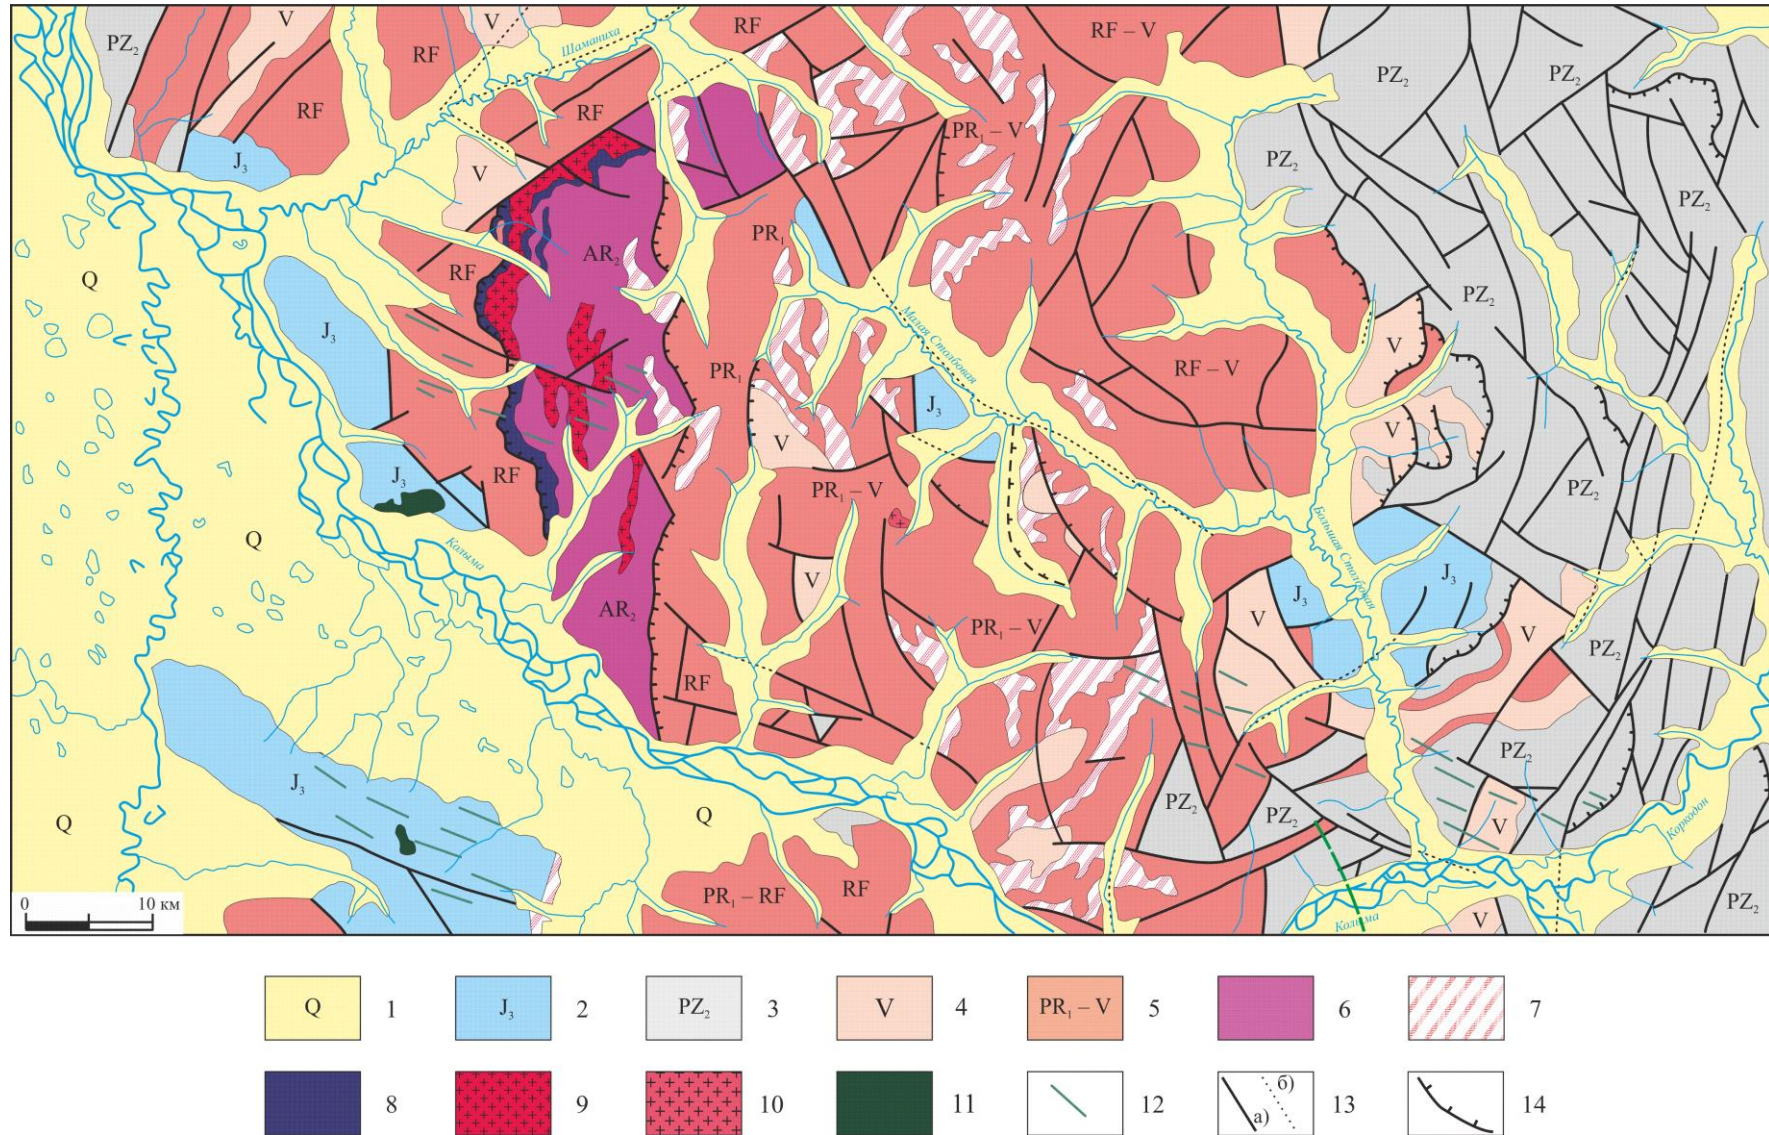 PZ₂
V
RF
V
RF
RF – V
PZ₂
PZ₂
Шаманиха
RF
RF
J₃
V
PR₁ – V
PZ₂
PZ₂
PR₁
AR₂
RF
Q
J₃
PZ₂
Малая Столбовая
V
PR₁
RF – V
J₃
V
J₃
RF
PR₁ – V
PZ₂
Q
Колыма
Большая Столбовая
V
J₃
J₃
AR₂
PR₁ – V
V
PZ₂
RF
J₃
PZ₂
Q
Q
PZ₂
PZ₂
V
Коркодон
PR₁ – RF
RF
PZ₂
Колыма
V
0 10 км
Q 1
J₃ 2
PZ₂ 3
V 4
PR₁ – V 5
6
7
8
9
10
11
12
а) б) 13
14